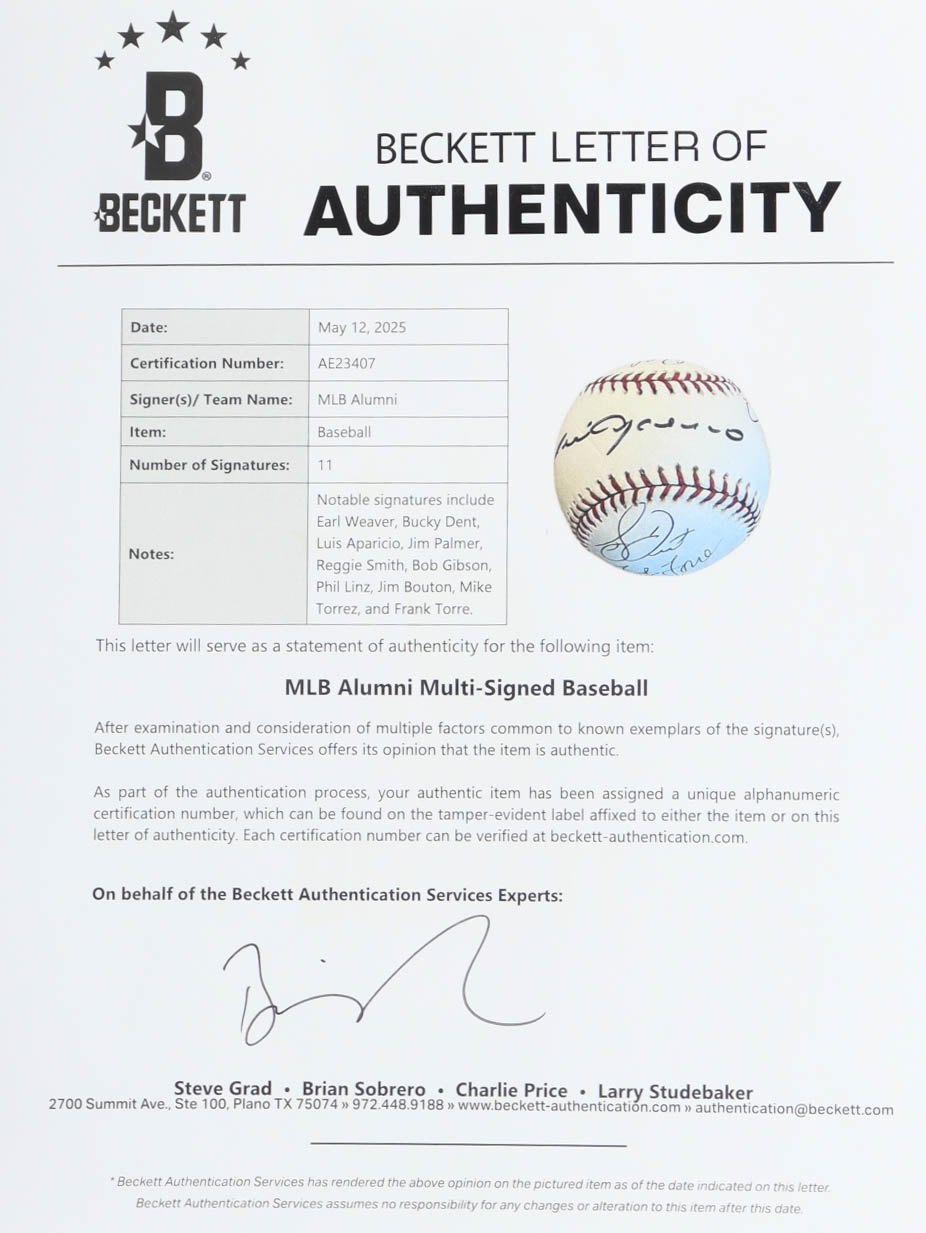 BECKETT LETTER OF
AUTHENTICITY
B®
BECKETT
Date: May 12, 2025
Certification Number: AE23407
Signer(s)/ Team Name: MLB Alumni
Item: Baseball
Number of Signatures: 11
Notes: Notable signatures include
Earl Weaver, Bucky Dent,
Luis Aparicio, Jim Palmer,
Reggie Smith, Bob Gibson,
Phil Linz, Jim Bouton, Mike
Torrez, and Frank Torre.
This letter will serve as a statement of authenticity for the following item:
MLB Alumni Multi-Signed Baseball
After examination and consideration of multiple factors common to known exemplars of the signature(s),
Beckett Authentication Services offers its opinion that the item is authentic.
As part of the authentication process, your authentic item has been assigned a unique alphanumeric
certification number, which can be found on the tamper-evident label affixed to either the item or on this
letter of authenticity. Each certification number can be verified at beckett-authentication.com.
On behalf of the Beckett Authentication Services Experts:
Steve Grad • Brian Sobrero • Charlie Price • Larry Studebaker
2700 Summit Ave., Ste 100, Plano TX 75074 » 972.448.9188 » www.beckett-authentication.com » authentication@beckett.com
* Beckett Authentication Services has rendered the above opinion on the pictured item as of the date indicated on this letter.
Beckett Authentication Services assumes no responsibility for any changes or alteration to this item after this date.